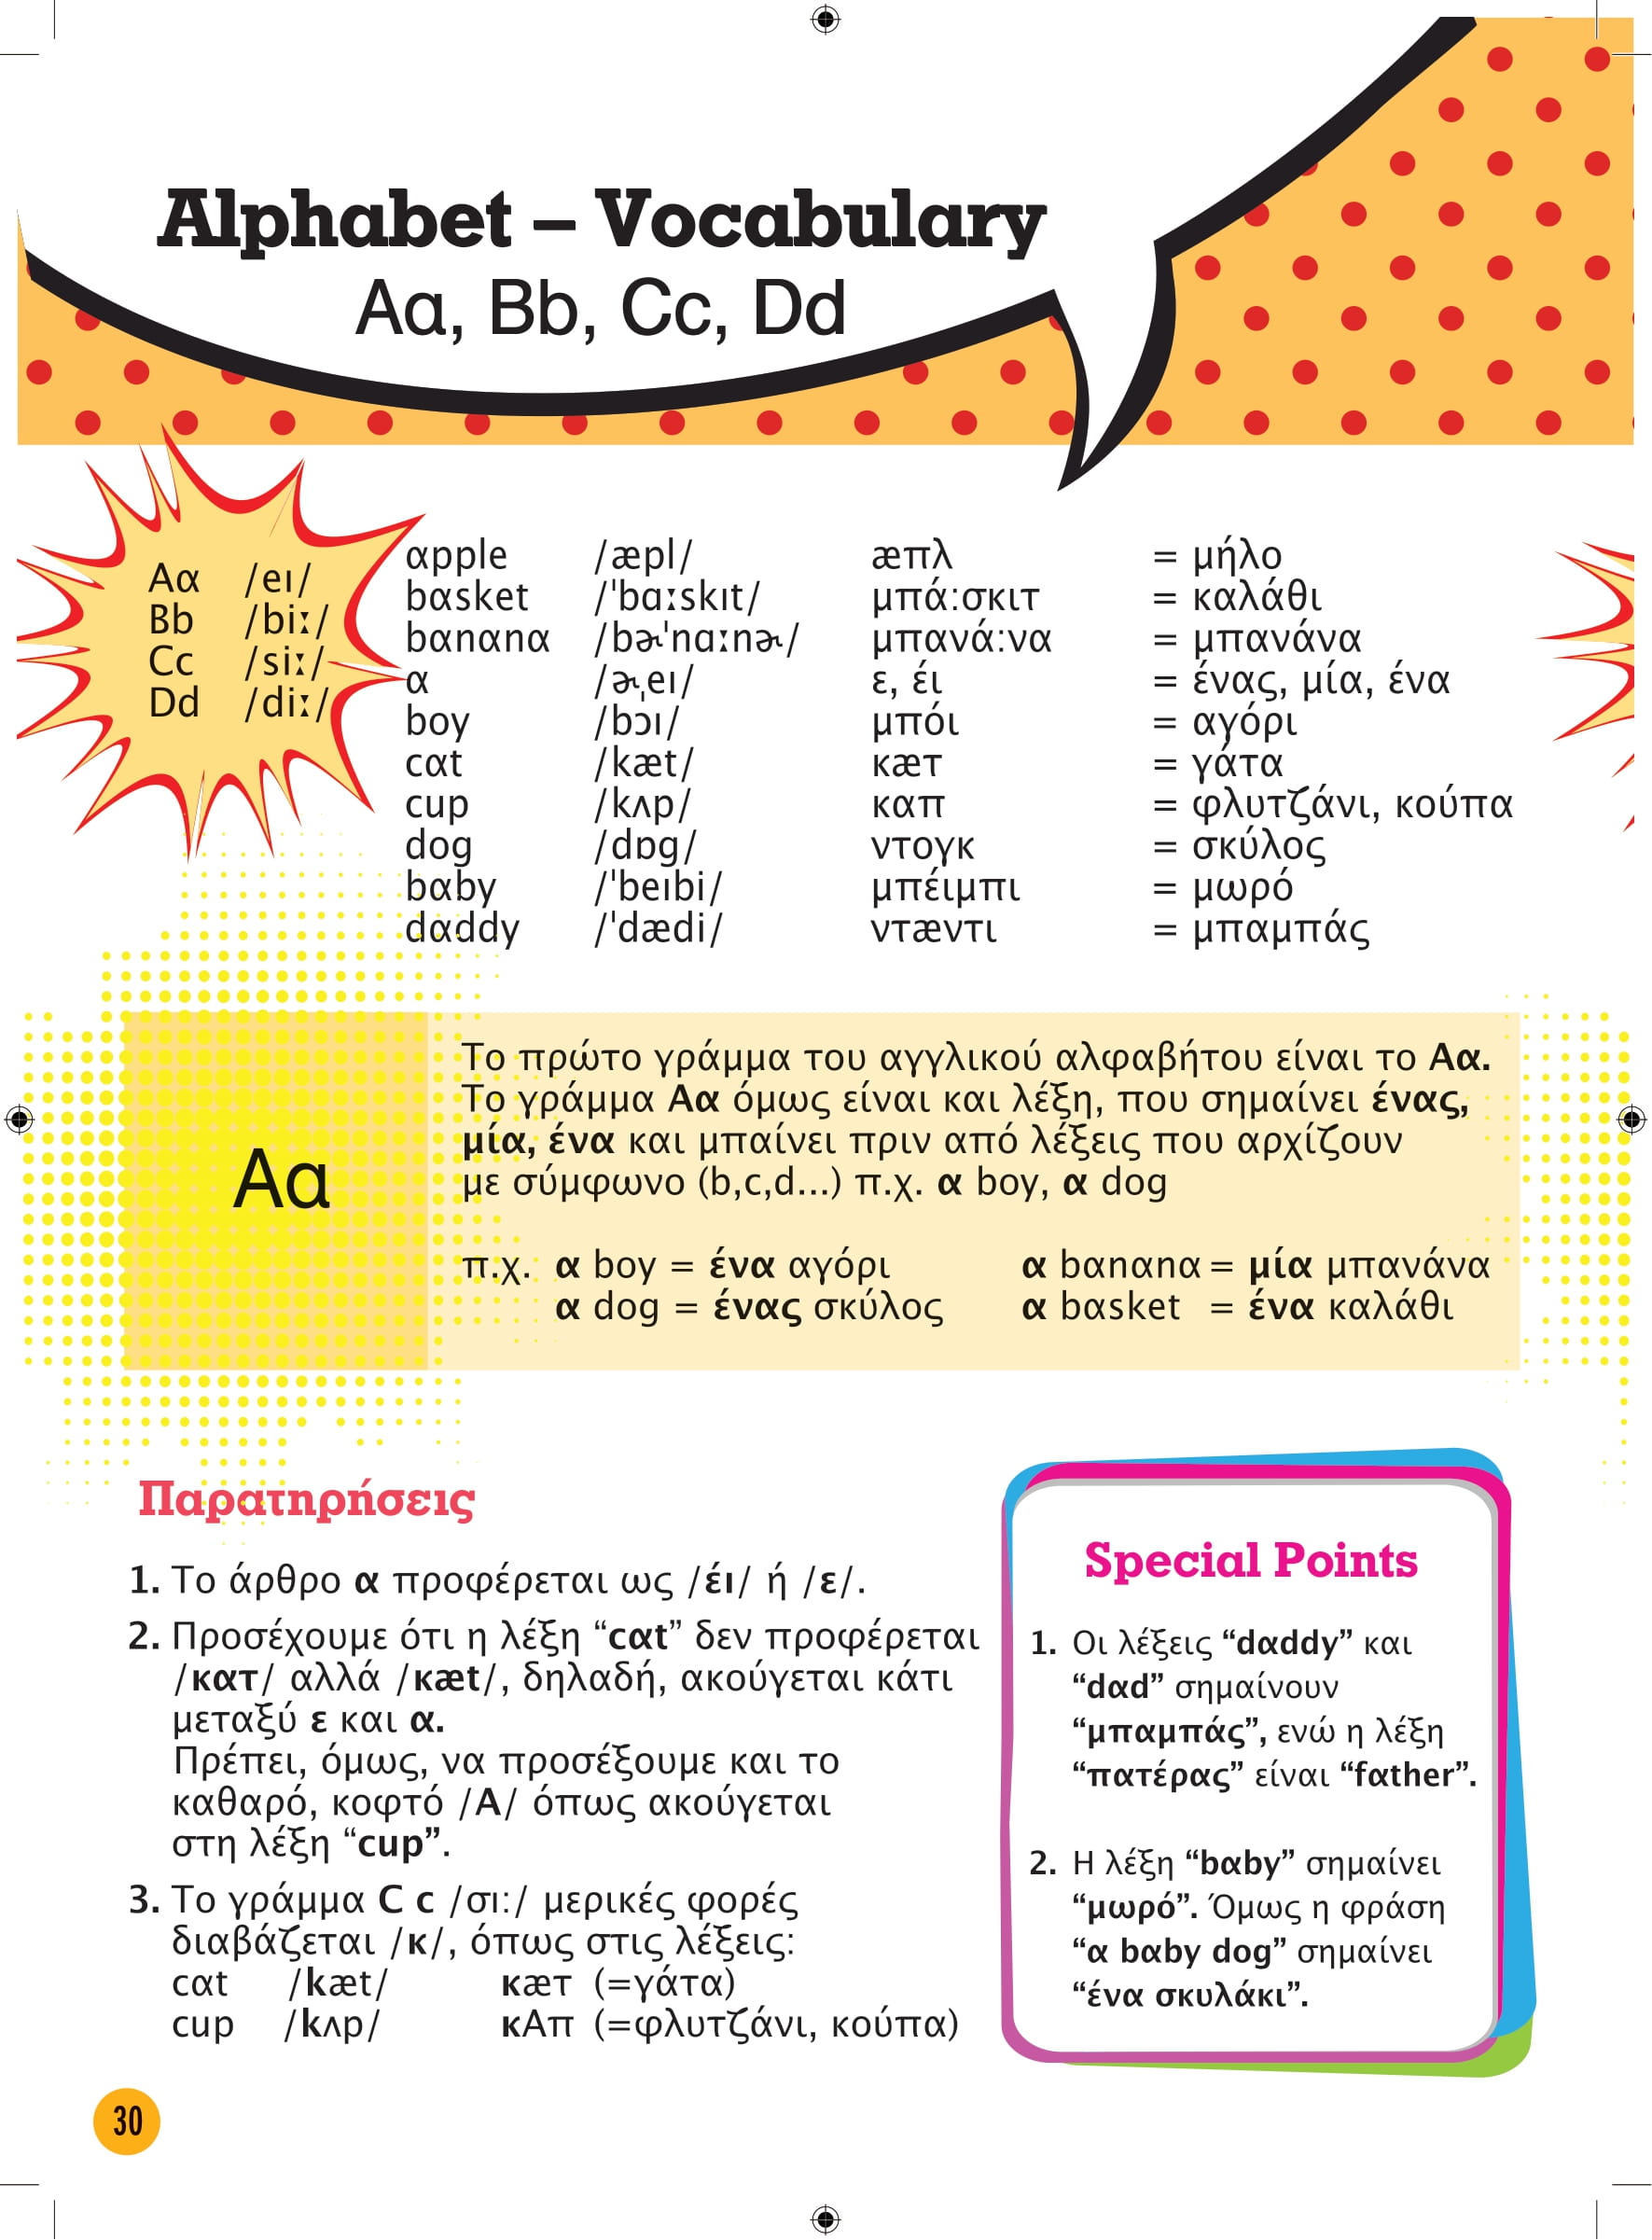 Alphabet – Vocabulary
Aa, Bb, Cc, Dd
Aa /eɪ/
Bb /biː/
Cc /siː/
Dd /diː/
apple /æpl/ æπλ = μήλο
basket /ˈbɑːskɪt/ μπά:σκιτ = καλάθι
banana /bɚˈnɑːnɚ/ μπανά:να = μπανάνα
a /ɚˌeɪ/ ε, έι = ένας, μία, ένα
boy /bɔɪ/ μπόι = αγόρι
cat /kæt/ κæτ = γάτα
cup /kʌp/ καπ = φλυτζάνι, κούπα
dog /dɒg/ ντογκ = σκύλος
baby /ˈbeɪbi/ μπέιμπι = μωρό
daddy /ˈdædi/ ντæντι = μπαμπάς
Aa
Το πρώτο γράμμα του αγγλικού αλφαβήτου είναι το Aa.
Το γράμμα Aa όμως είναι και λέξη, που σημαίνει ένας,
μία, ένα και μπαίνει πριν από λέξεις που αρχίζουν
με σύμφωνο (b,c,d...) π.χ. a boy, a dog
π.χ. a boy = ένα αγόρι a banana = μία μπανάνα
a dog = ένας σκύλος a basket = ένα καλάθι
Παρατηρήσεις
1. Το άρθρο a προφέρεται ως /έι/ ή /ε/.
2. Προσέχουμε ότι η λέξη “cat” δεν προφέρεται
/κατ/ αλλά /κæt/, δηλαδή, ακούγεται κάτι
μεταξύ ε και α.
Πρέπει, όμως, να προσέξουμε και το
καθαρό, κοφτό /Α/ όπως ακούγεται
στη λέξη “cup”.
3. Το γράμμα C c /σι:/ μερικές φορές
διαβάζεται /κ/, όπως στις λέξεις:
cat /kæt/ κæτ (=γάτα)
cup /kʌp/ κΑπ (=φλυτζάνι, κούπα)
Special Points
1. Οι λέξεις “daddy” και
“dad” σημαίνουν
“μπαμπάς”, ενώ η λέξη
“πατέρας” είναι “father”.
2. Η λέξη “baby” σημαίνει
“μωρό”. Όμως η φράση
“a baby dog” σημαίνει
“ένα σκυλάκι”.
30